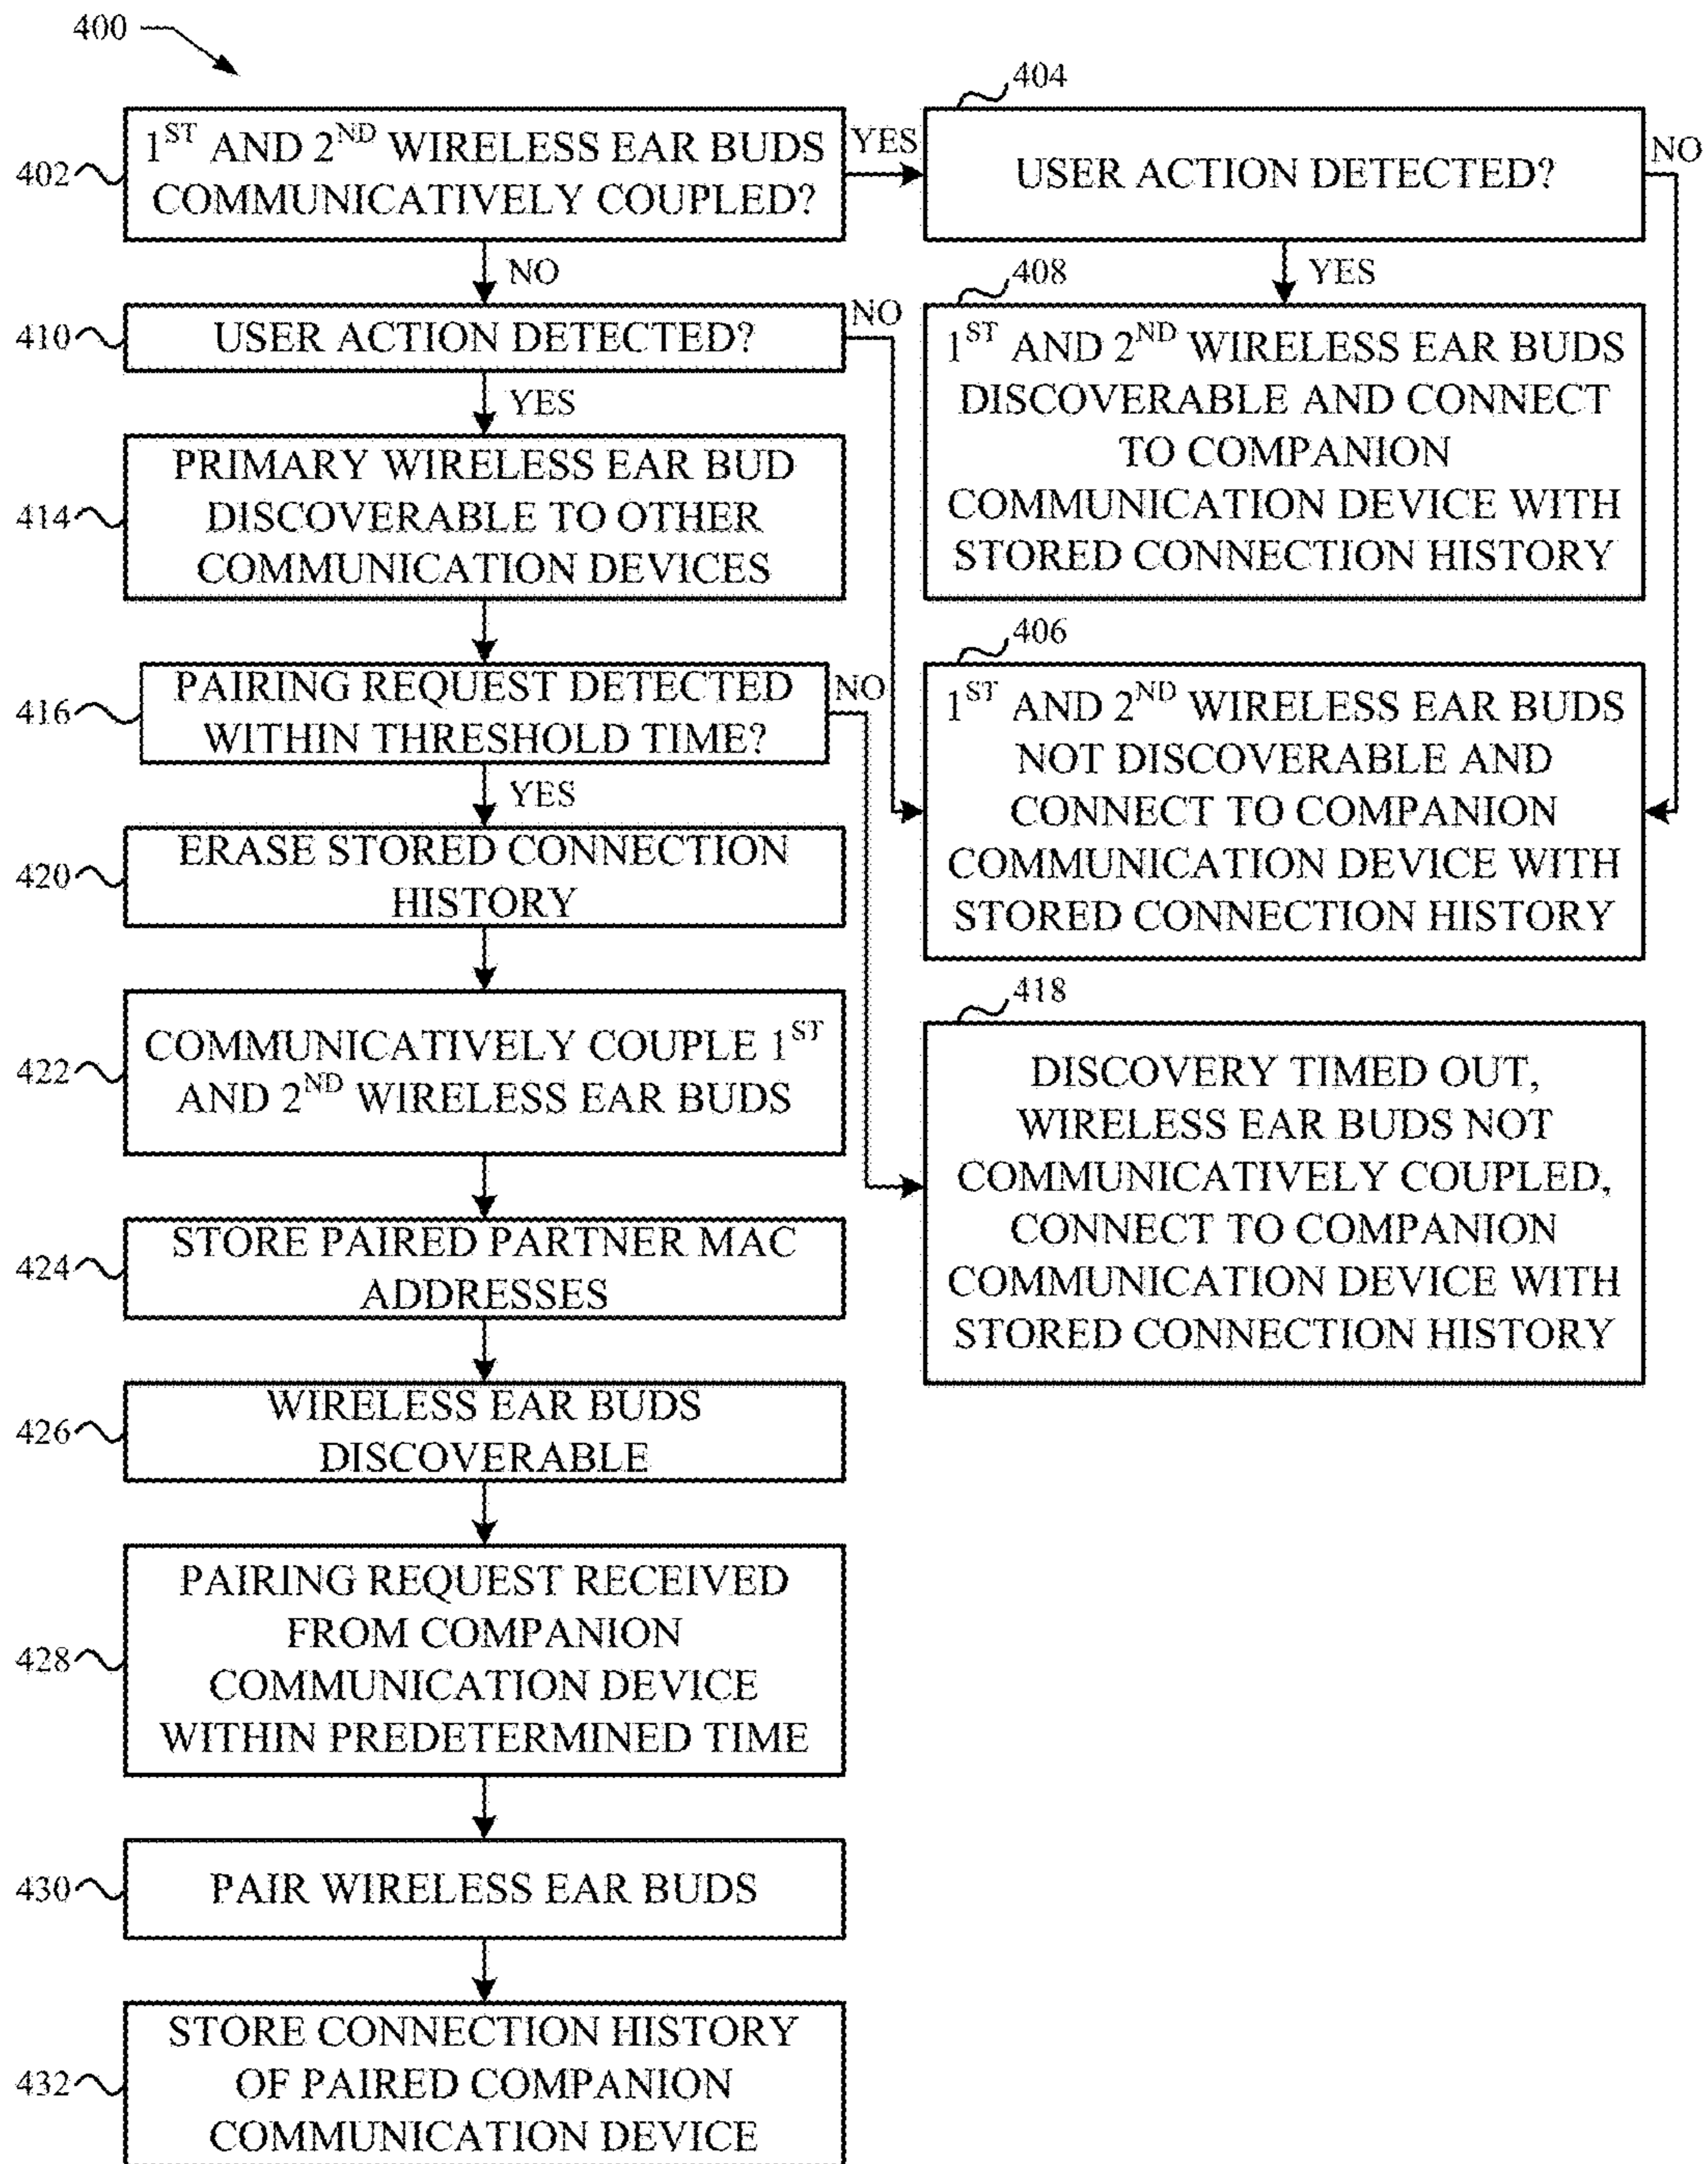 400
404
402
1ST AND 2ND WIRELESS EAR BUDS
COMMUNICATIVELY COUPLED?
YES
USER ACTION DETECTED?
NO
NO
408
YES
410
USER ACTION DETECTED?
NO
1ST AND 2ND WIRELESS EAR BUDS
DISCOVERABLE AND CONNECT
TO COMPANION
COMMUNICATION DEVICE WITH
STORED CONNECTION HISTORY
YES
414
PRIMARY WIRELESS EAR BUD
DISCOVERABLE TO OTHER
COMMUNICATION DEVICES
406
416
PAIRING REQUEST DETECTED
WITHIN THRESHOLD TIME?
NO
1ST AND 2ND WIRELESS EAR BUDS
NOT DISCOVERABLE AND
CONNECT TO COMPANION
COMMUNICATION DEVICE WITH
STORED CONNECTION HISTORY
YES
420
ERASE STORED CONNECTION
HISTORY
418
422
COMMUNICATIVELY COUPLE 1ST
AND 2ND WIRELESS EAR BUDS
DISCOVERY TIMED OUT,
WIRELESS EAR BUDS NOT
COMMUNICATIVELY COUPLED,
CONNECT TO COMPANION
COMMUNICATION DEVICE WITH
STORED CONNECTION HISTORY
424
STORE PAIRED PARTNER MAC
ADDRESSES
426
WIRELESS EAR BUDS
DISCOVERABLE
428
PAIRING REQUEST RECEIVED
FROM COMPANION
COMMUNICATION DEVICE
WITHIN PREDETERMINED TIME
430
PAIR WIRELESS EAR BUDS
432
STORE CONNECTION HISTORY
OF PAIRED COMPANION
COMMUNICATION DEVICE